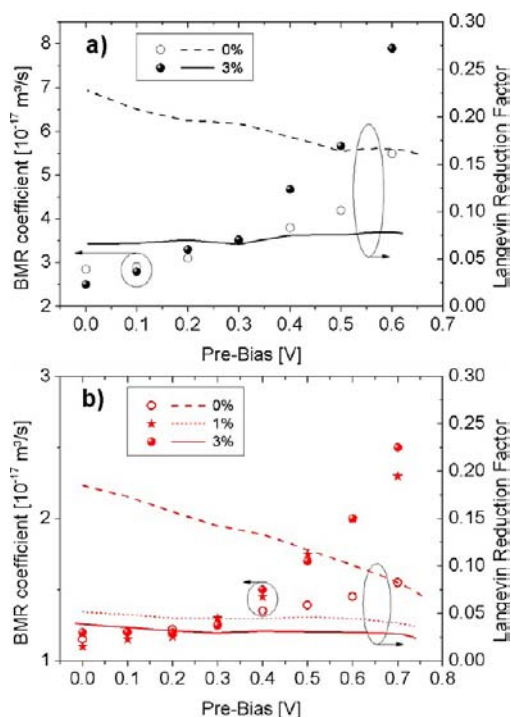 a)
0%
3%
BMR coefficient [10⁻¹⁷ m³/s]
8
7
6
5
4
3
2
Langevin Reduction Factor
0.30
0.25
0.20
0.15
0.10
0.05
0.00
0.0 0.1 0.2 0.3 0.4 0.5 0.6 0.7
Pre-Bias [V]
b)
0%
1%
3%
BMR coefficient [10⁻¹⁷ m³/s]
3
2
1
Langevin Reduction Factor
0.30
0.25
0.20
0.15
0.10
0.05
0.00
0.0 0.1 0.2 0.3 0.4 0.5 0.6 0.7 0.8
Pre-Bias [V]